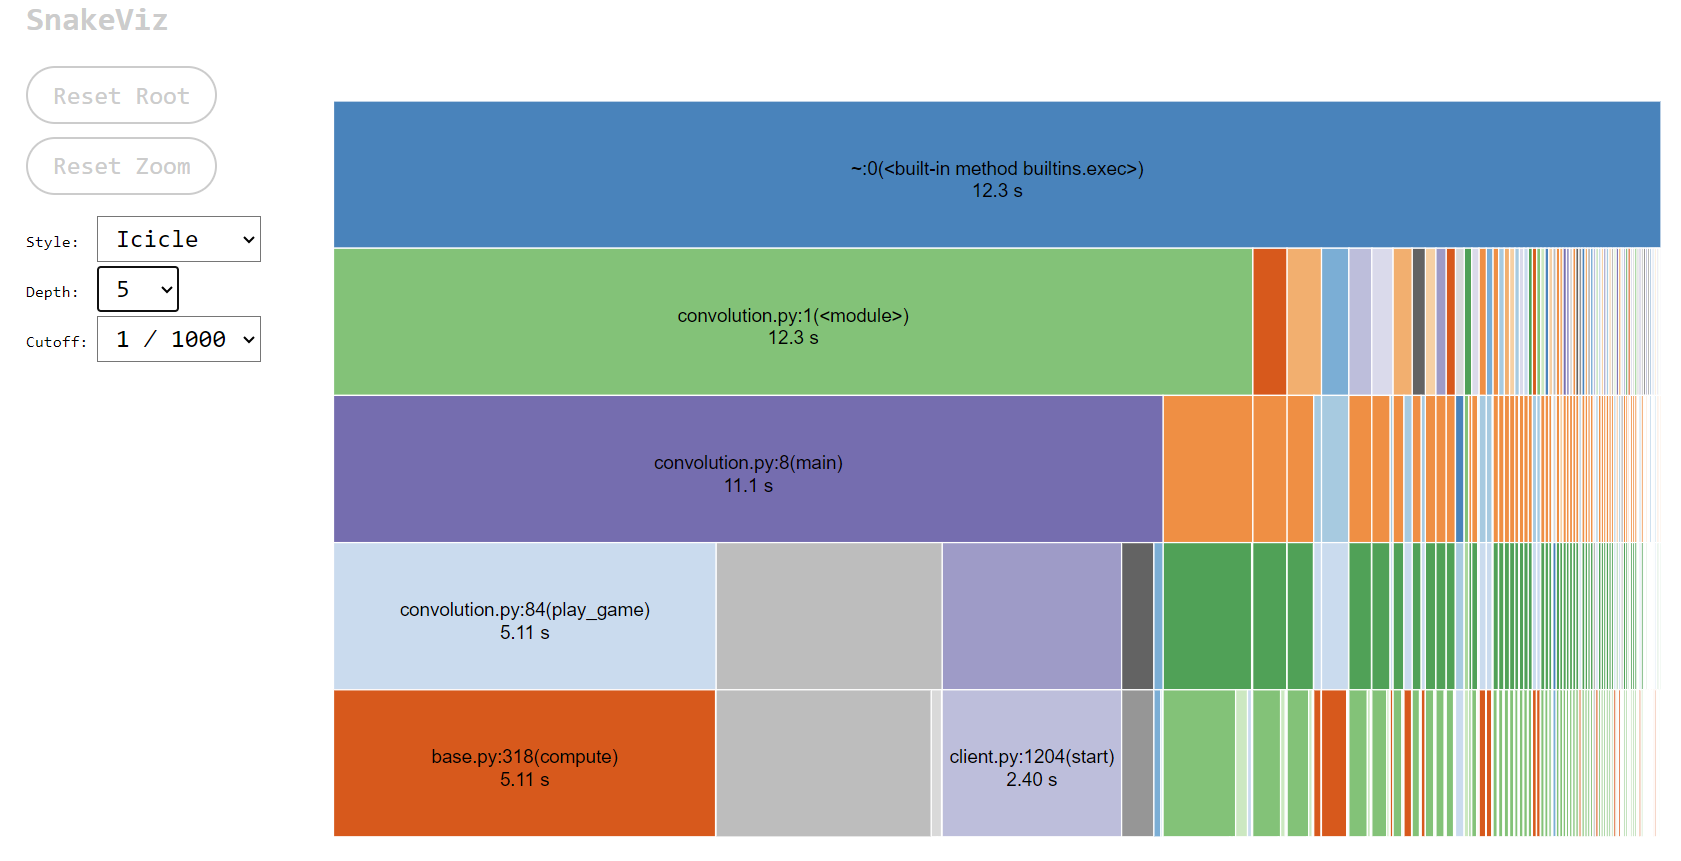 SnakeViz
Reset Root
Reset Zoom
Style: Icicle
Depth: 5
Cutoff: 1 / 1000
~:0(<built-in method builtins.exec>)
12.3 s
convolution.py:1(<module>)
12.3 s
convolution.py:8(main)
11.1 s
convolution.py:84(play_game)
5.11 s
base.py:318(compute)
5.11 s
client.py:1204(start)
2.40 s